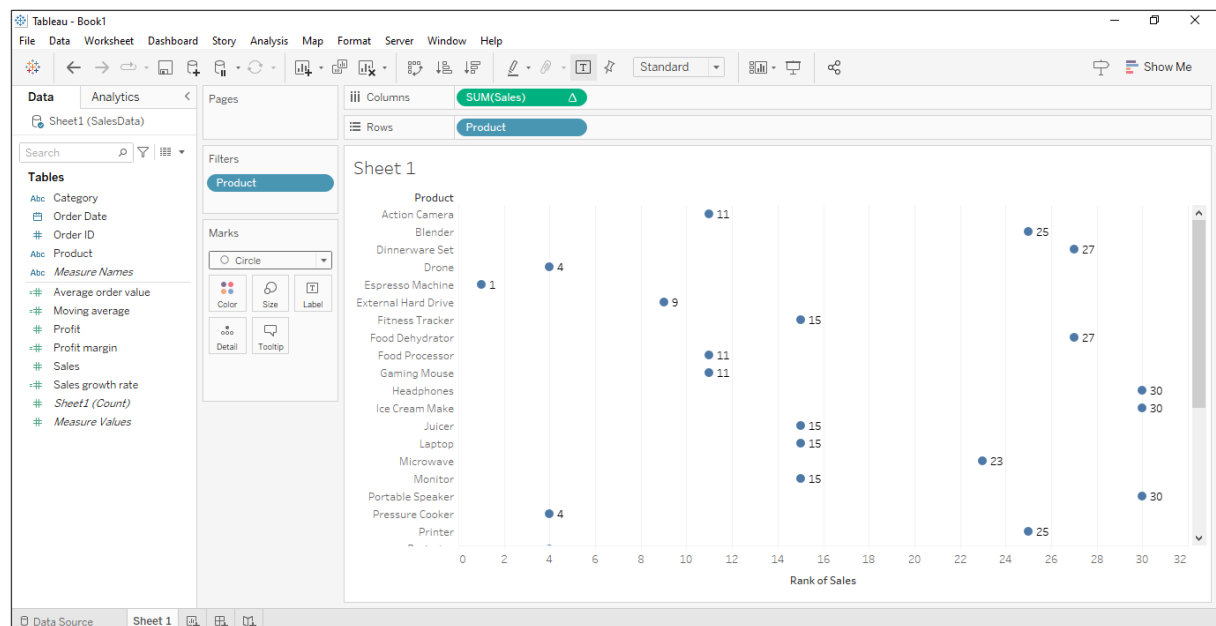 Tableau - Book1
File Data Worksheet Dashboard Story Analysis Map Format Server Window Help
Standard
Show Me
Data Analytics
Sheet1 (SalesData)
Search
Tables
Abc Category
Order Date
# Order ID
Abc Product
Abc Measure Names
=# Average order value
=# Moving average
# Profit
=# Profit margin
# Sales
=# Sales growth rate
# Sheet1 (Count)
# Measure Values
Pages
Filters
Product
Marks
Circle
Color Size Label
Detail Tooltip
Columns SUM(Sales) Δ
Rows Product
Sheet 1
Product
Action Camera 11
Blender 25
Dinnerware Set 27
Drone 4
Espresso Machine 1
External Hard Drive 9
Fitness Tracker 15
Food Dehydrator 27
Food Processor 11
Gaming Mouse 11
Headphones 30
Ice Cream Make 30
Juicer 15
Laptop 15
Microwave 23
Monitor 15
Portable Speaker 30
Pressure Cooker 4
Printer 25
0 2 4 6 8 10 12 14 16 18 20 22 24 26 28 30 32
Rank of Sales
Data Source Sheet 1